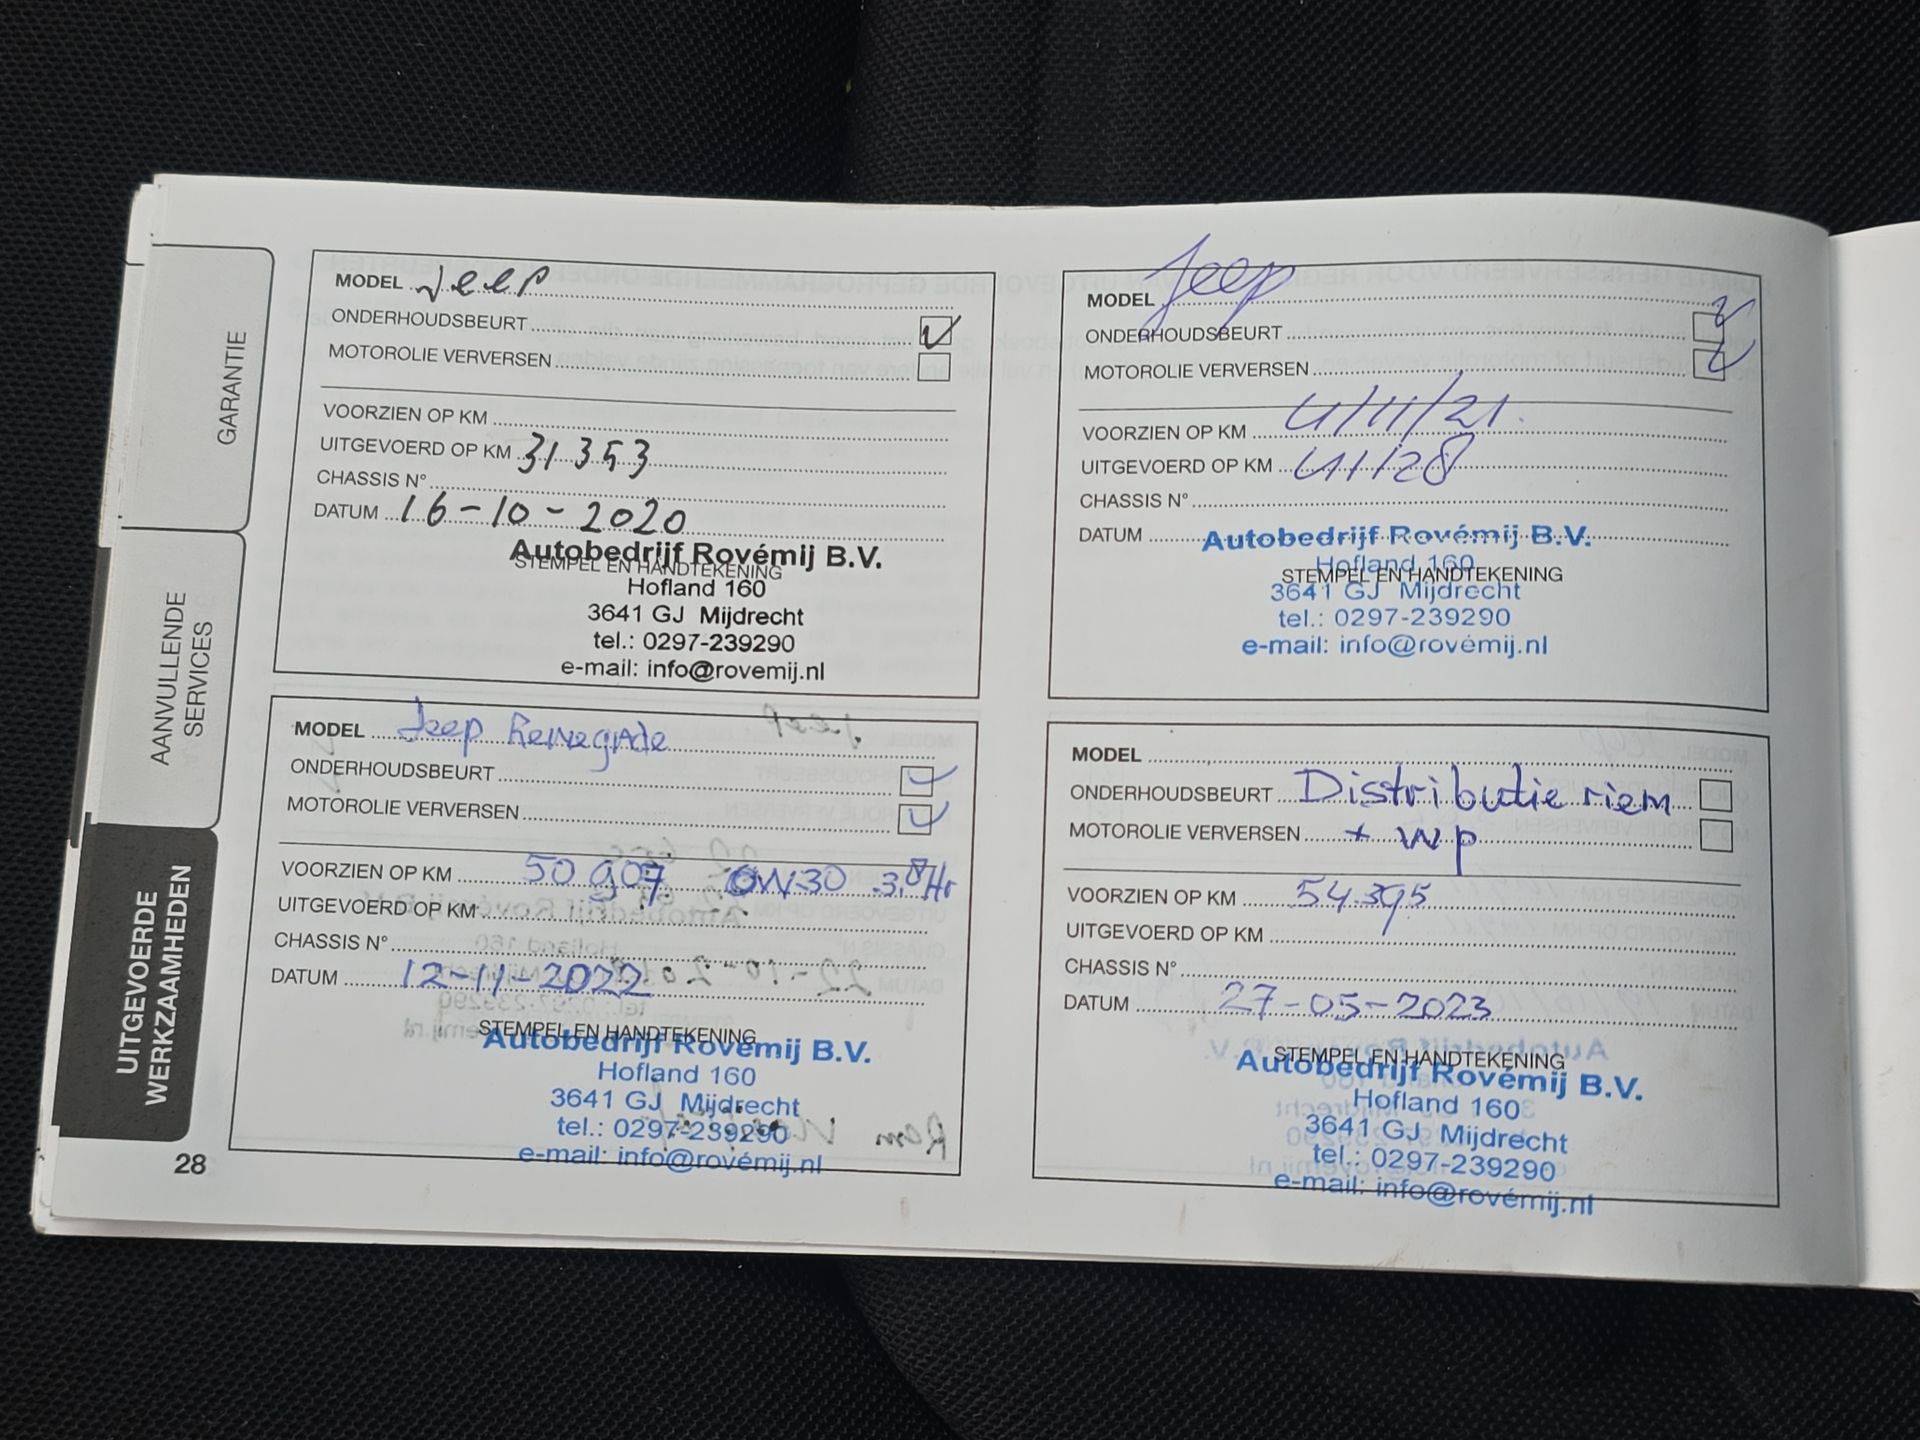 GARANTIE
AANVULLENDE
SERVICES
UITGEVOERDE
WERKZAAMHEDEN
28
MODEL Jeep
ONDERHOUDSBEURT ✓
MOTOROLIE VERVERSEN
VOORZIEN OP KM
UITGEVOERD OP KM 31353
CHASSIS N°
DATUM 16-10-2020
STEMPEL EN HANDTEKENING
Autobedrijf Rovémij B.V.
Hofland 160
3641 GJ Mijdrecht
tel.: 0297-239290
e-mail: info@rovemij.nl
MODEL Jeep
ONDERHOUDSBEURT ✓
MOTOROLIE VERVERSEN ✓
VOORZIEN OP KM 4/11/21.
UITGEVOERD OP KM 41128
CHASSIS N°
DATUM
STEMPEL EN HANDTEKENING
Autobedrijf Rovémij B.V.
Hofland 160
3641 GJ Mijdrecht
tel.: 0297-239290
e-mail: info@rovémij.nl
MODEL Jeep Renegade
ONDERHOUDSBEURT ✓
MOTOROLIE VERVERSEN ✓
VOORZIEN OP KM 50907 0W30
UITGEVOERD OP KM
CHASSIS N°
DATUM 12-11-2022
STEMPEL EN HANDTEKENING
Autobedrijf Rovémij B.V.
Hofland 160
3641 GJ Mijdrecht
tel.: 0297-239290
e-mail: info@rovémij.nl
MODEL
ONDERHOUDSBEURT Distributie riem
MOTOROLIE VERVERSEN + wp
VOORZIEN OP KM 54.395
UITGEVOERD OP KM
CHASSIS N°
DATUM 27-05-2023
STEMPEL EN HANDTEKENING
Autobedrijf Rovémij B.V.
Hofland 160
3641 GJ Mijdrecht
tel.: 0297-239290
e-mail: info@rovémij.nl